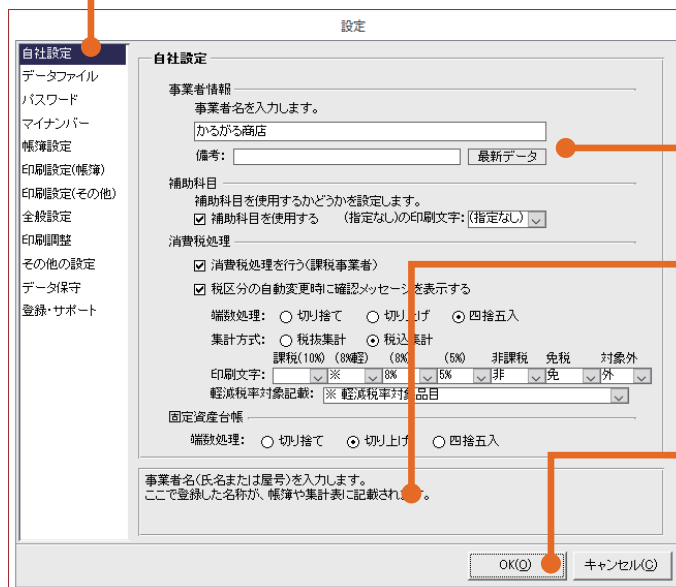 設定
自社設定
データファイル
パスワード
マイナンバー
帳簿設定
印刷設定(帳簿)
印刷設定(その他)
全般設定
印刷調整
その他の設定
データ保守
登録・サポート
自社設定
事業者情報
事業者名を入力します。
かるがる商店
備考: 最新データ
補助科目
補助科目を使用するかどうかを設定します。
補助科目を使用する (指定なし)の印刷文字: (指定なし)
消費税処理
消費税処理を行う(課税事業者)
税区分の自動変更時に確認メッセージを表示する
端数処理: 切り捨て 切り上げ 四捨五入
集計方式: 税抜集計 税込集計
課税(10%) (8%軽) (8%) (5%) 非課税 免税 対象外
印刷文字: ※ 8% 5% 非 免 外
軽減税率対象記載: ※ 軽減税率対象品目
固定資産台帳
端数処理: 切り捨て 切り上げ 四捨五入
事業者名(氏名または屋号)を入力します。
ここで登録した名称が、帳簿や集計表に記載されます。
OK(O) キャンセル(C)